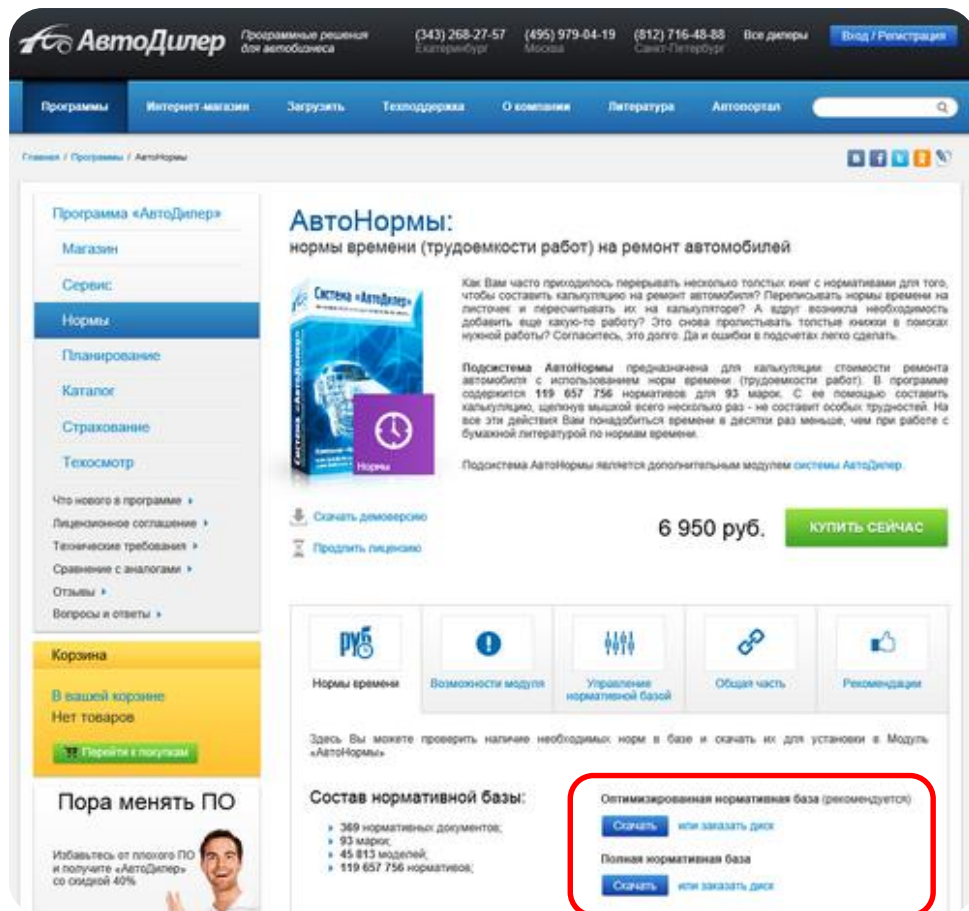 АвтоДилер
Программные решения
для автобизнеса
(343) 268-27-57
Екатеринбург
(495) 979-04-19
Москва
(812) 716-48-88
Санкт-Петербург
Все дилеры
Вход / Регистрация
Программы
Интернет-магазин
Загрузить
Техподдержка
О компании
Литература
Автопортал
Главная / Программы / АвтоНормы
Программа «АвтоДилер»
Магазин
Сервис
Нормы
Планирование
Каталог
Страхование
Техосмотр
Что нового в программе
Лицензионное соглашение
Технические требования
Сравнение с аналогами
Отзывы
Вопросы и ответы
Корзина
В вашей корзине
Нет товаров
Перейти к покупкам
Пора менять ПО
Избавьтесь от плохого ПО
и получите «АвтоДилер»
со скидкой 40%
АвтоНормы:
нормы времени (трудоемкости работ) на ремонт автомобилей
Система «АвтоДилер»
Система «АвтоДилер»
Нормы
Как Вам часто приходилось перерывать несколько толстых книг с нормативами для того,
чтобы составить калькуляцию на ремонт автомобиля? Переписывать нормы времени на
листочек и пересчитывать их на калькуляторе? А вдруг возникла необходимость
добавить еще какую-то работу? Это снова пролистывать толстые книжки в поисках
нужной работы? Согласитесь, это долго. Да и ошибки в подсчетах легко сделать.
Подсистема АвтоНормы предназначена для калькуляции стоимости ремонта
автомобиля с использованием норм времени (трудоемкости работ). В программе
содержится 119 657 756 нормативов для 93 марок. С ее помощью составить
калькуляцию, щелкнув мышкой всего несколько раз - не составит особых трудностей. На
все эти действия Вам понадобиться времени в десятки раз меньше, чем при работе с
бумажной литературой по нормам времени.
Подсистема АвтоНормы является дополнительным модулем системы АвтоДилер.
Скачать демоверсию
Продлить лицензию
6 950 руб.
КУПИТЬ СЕЙЧАС
руб
Нормы времени
Возможности модуля
Управление
нормативной базой
Общая часть
Рекомендации
Здесь Вы можете проверить наличие необходимых норм в базе и скачать их для установки в Модуль
«АвтоНормы»
Состав нормативной базы:
369 нормативных документов;
93 марки;
45 813 моделей;
119 657 756 нормативов;
Оптимизированная нормативная база (рекомендуется)
Скачать или заказать диск
Полная нормативная база
Скачать или заказать диск